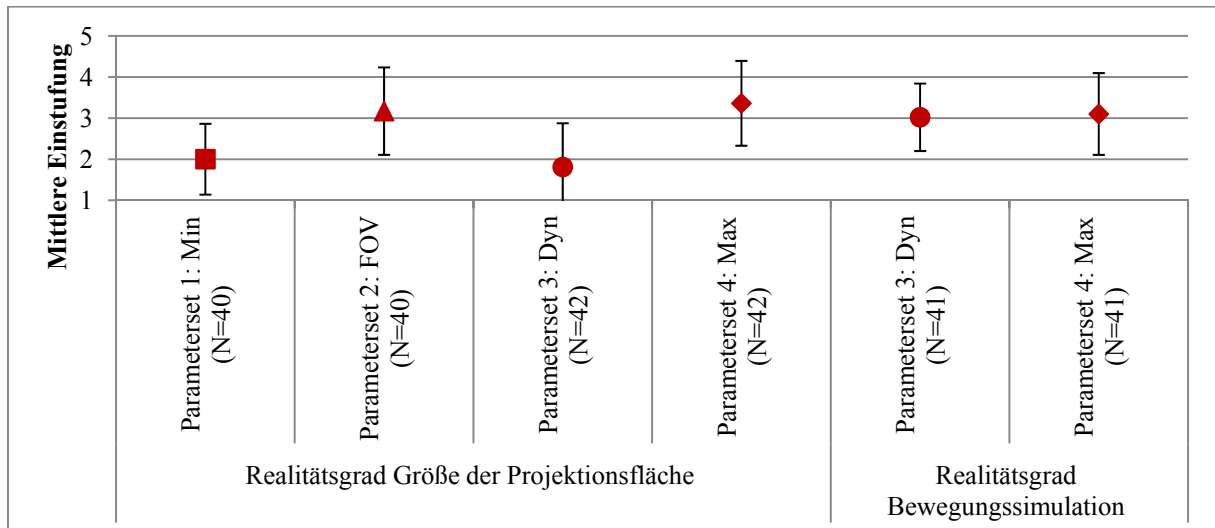 Mittlere Einstufung
5
4
3
2
1
Parameterset 1: Min
(N=40)
Parameterset 2: FOV
(N=40)
Parameterset 3: Dyn
(N=42)
Parameterset 4: Max
(N=42)
Parameterset 3: Dyn
(N=41)
Parameterset 4: Max
(N=41)
Realitätsgrad Größe der Projektionsfläche
Realitätsgrad
Bewegungssimulation